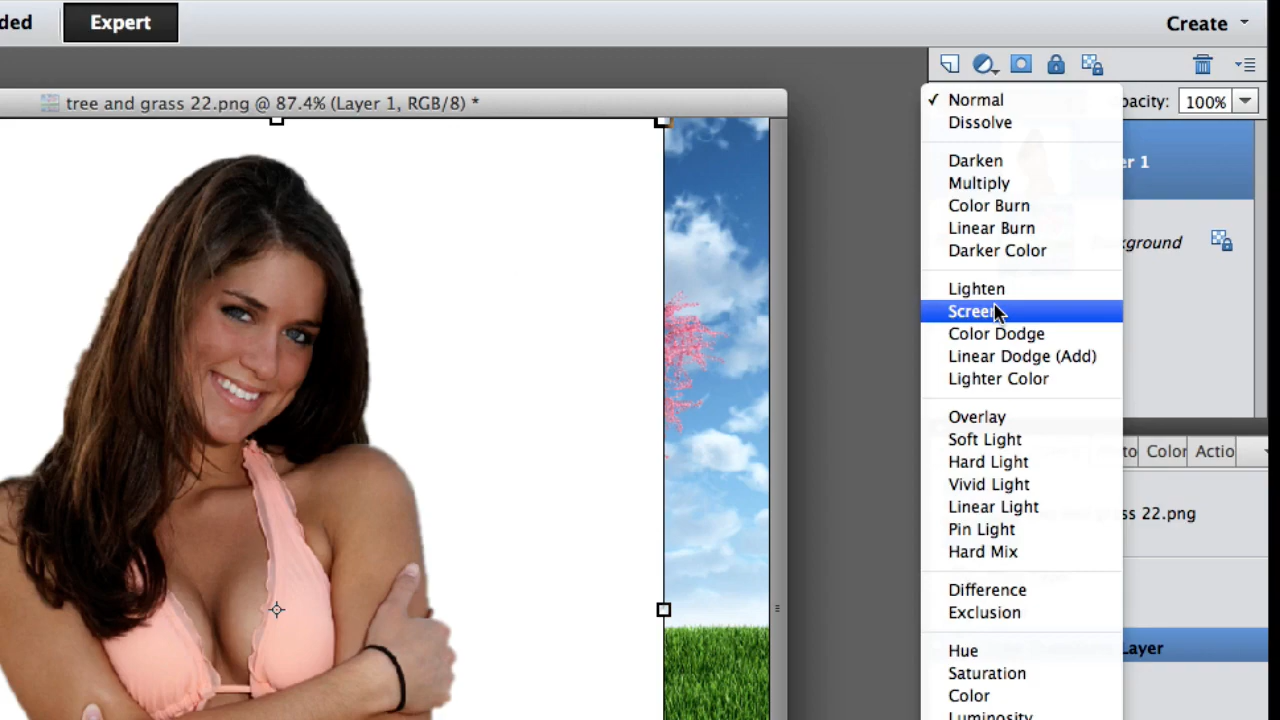 ded
Expert
Create
tree and grass 22.png @ 87.4% (Layer 1, RGB/8) *
pacity: 100%
✓ Normal
Dissolve
Darken
Multiply
Color Burn
Linear Burn
Darker Color
Lighten
Screen
Color Dodge
Linear Dodge (Add)
Lighter Color
Overlay
Soft Light
Hard Light
Vivid Light
Linear Light
Pin Light
Hard Mix
Difference
Exclusion
Hue
Saturation
Color
Luminosity
er 1
kground
to Color Actio
ss 22.png
Layer